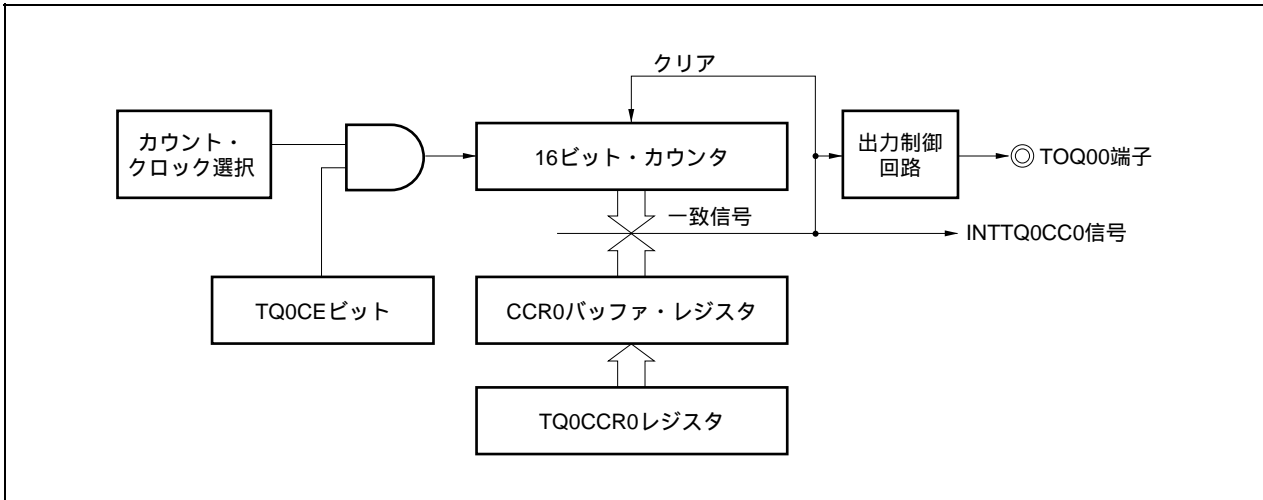 クリア
カウント・
クロック選択
16ビット・カウンタ
出力制御
回路
TOQ00端子
一致信号
INTTQ0CC0信号
TQ0CEビット
CCR0バッファ・レジスタ
TQ0CCR0レジスタ